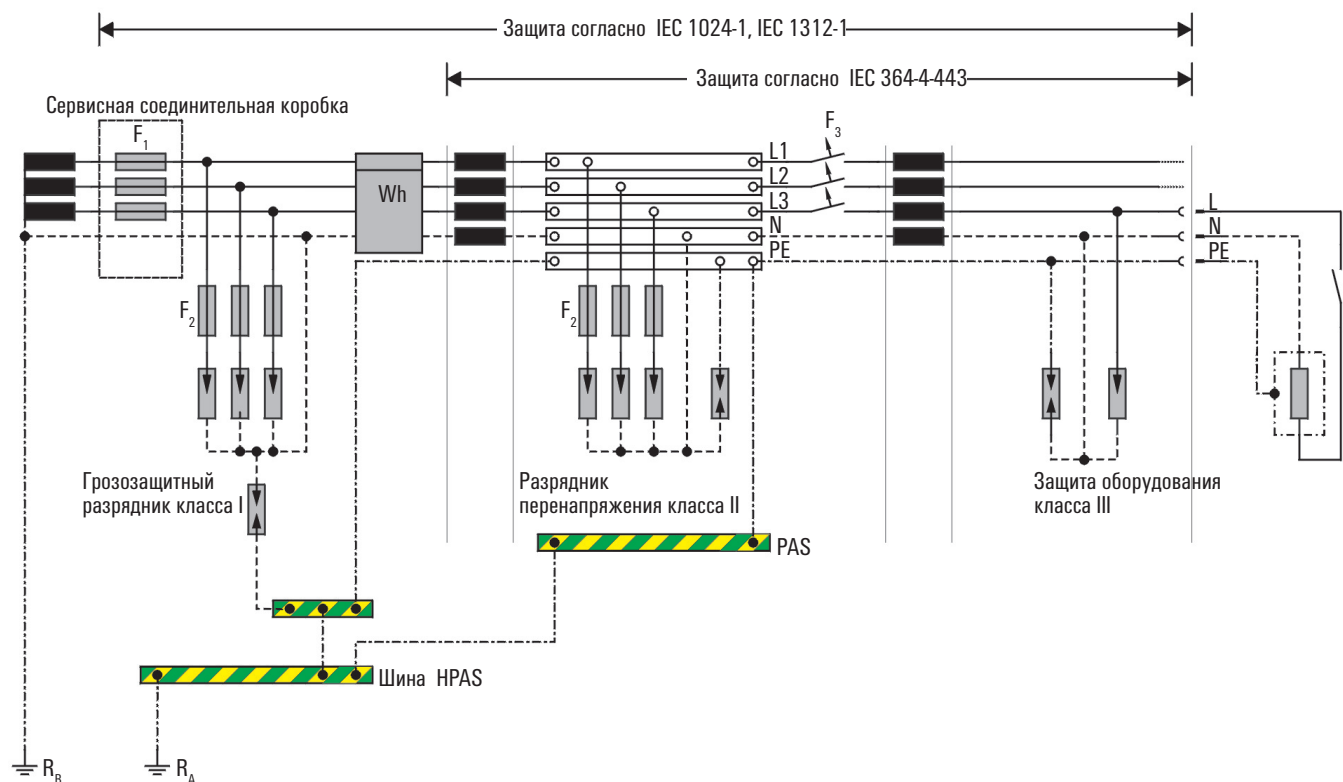 Защита согласно IEC 1024-1, IEC 1312-1
Защита согласно IEC 364-4-443
Сервисная соединительная коробка
F1
F3
L1
L2
L3
N
PE
Wh
L
N
PE
F2
F2
Грозозащитный
разрядник класса I
Разрядник
перенапряжения класса II
Защита оборудования
класса III
PAS
Шина HPAS
RB
RA